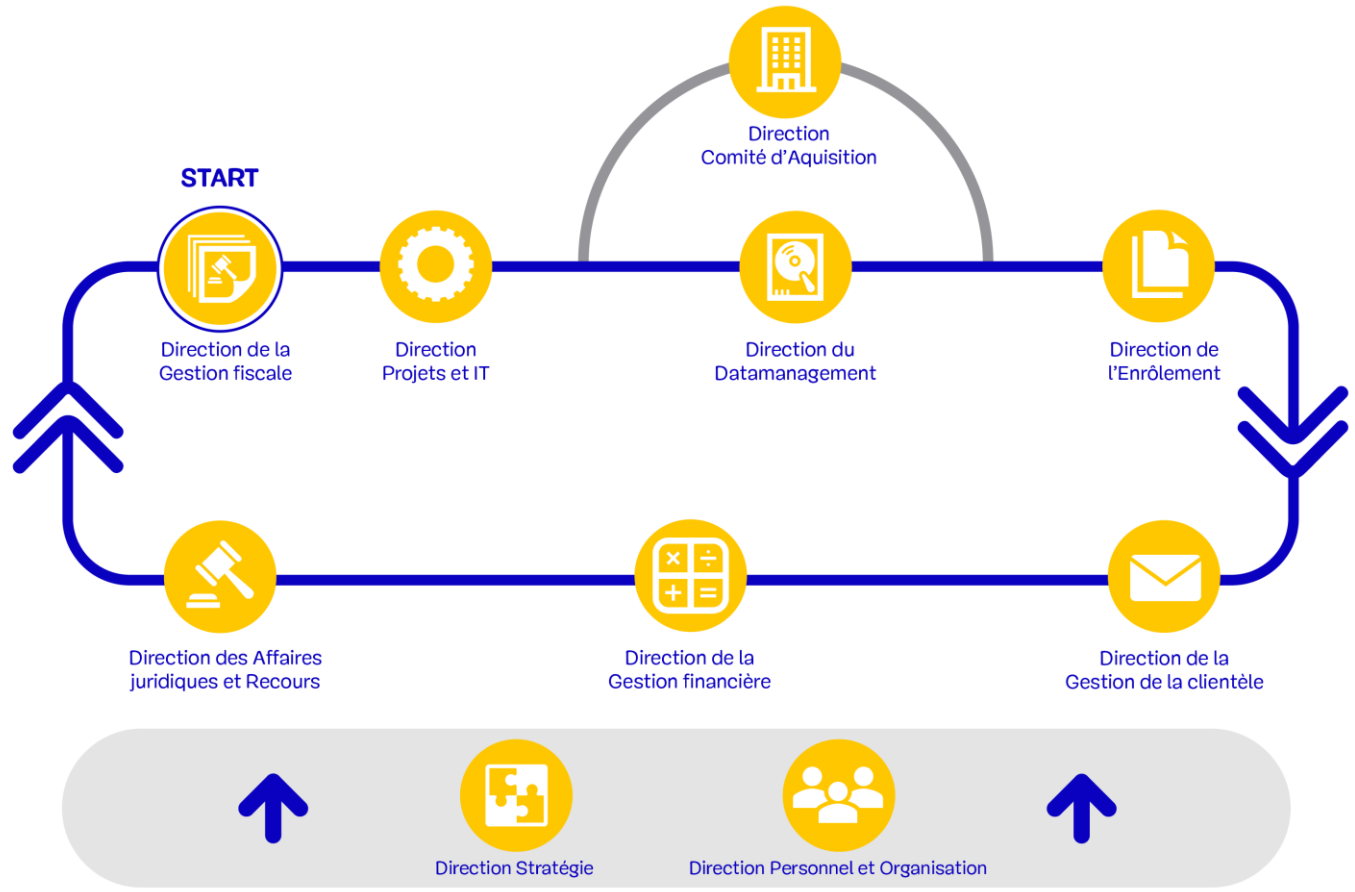 Direction
Comité d'Aquisition
START
Direction de la
Gestion fiscale
Direction
Projets et IT
Direction du
Datamanagement
Direction de
l'Enrôlement
Direction des Affaires
juridiques et Recours
Direction de la
Gestion financière
Direction de la
Gestion de la clientèle
Direction Stratégie
Direction Personnel et Organisation